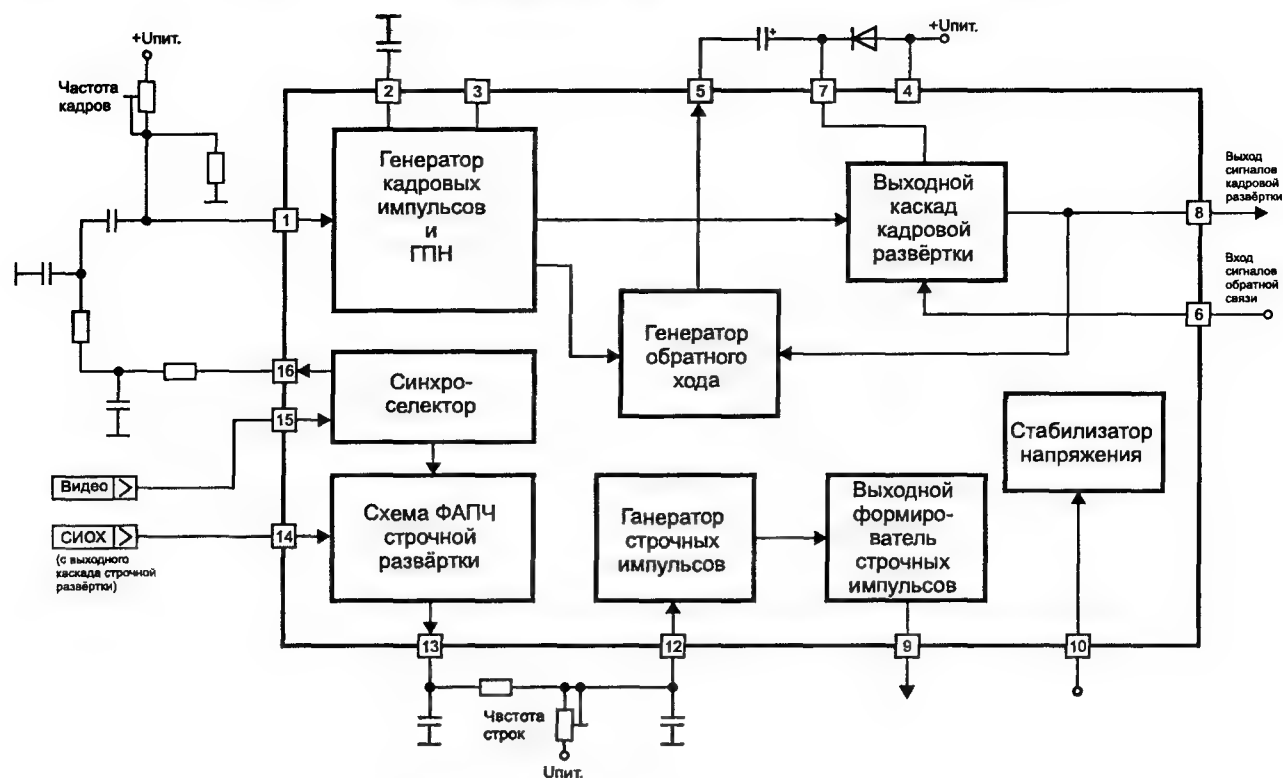 +Uпит.
Частота
кадров
+Uпит.
2
3
5
7
4
Генератор
кадровых
импульсов
и
ГПН
Выходной
каскад
кадровой
развёртки
Выход
сигналов
кадровой
развёртки
1
8
Вход
сигналов
обратной
связи
6
Генератор
обратного
хода
16
Синхро-
селектор
15
Стабилизатор
напряжения
Видео
СИОХ
(с выходного
каскада строчной
развёртки)
14
Схема ФАПЧ
строчной
развäртки
Ганератор
строчных
импульсов
Выходной
формиро-
ватель
строчных
импульсов
13
12
9
10
Частота
строк
Uпит.